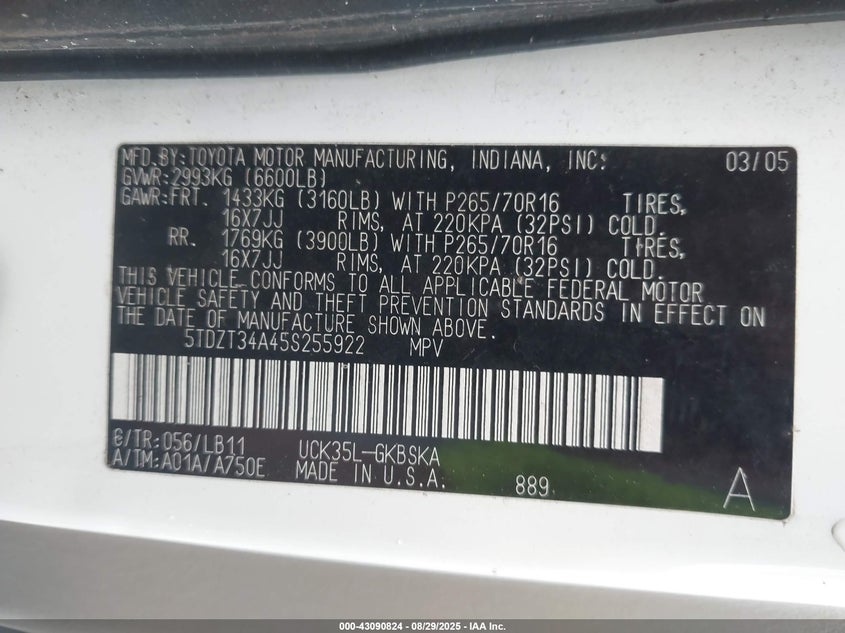 MFD.BY:TOYOTA MOTOR MANUFACTURING, INDIANA, INC: 03/05
GVWR:2993KG (6600LB)
GAWR:FRT. 1433KG (3160LB) WITH P265/70R16 TIRES,
16X7JJ RIMS, AT 220KPA (32PSI) COLD.
RR. 1769KG (3900LB) WITH P265/70R16 TIRES,
16X7JJ RIMS, AT 220KPA (32PSI) COLD.
THIS VEHICLE CONFORMS TO ALL APPLICABLE FEDERAL MOTOR
VEHICLE SAFETY AND THEFT PREVENTION STANDARDS IN EFFECT ON
THE DATE OF MANUFACTURE SHOWN ABOVE.
5TDZT34A45S255922 MPV
C/TR:056/LB11 UCK35L-GKBSKA
A/TM:A01A/A750E MADE IN U.S.A. 889 A
000-43090824 - 08/29/2025 - IAA Inc.